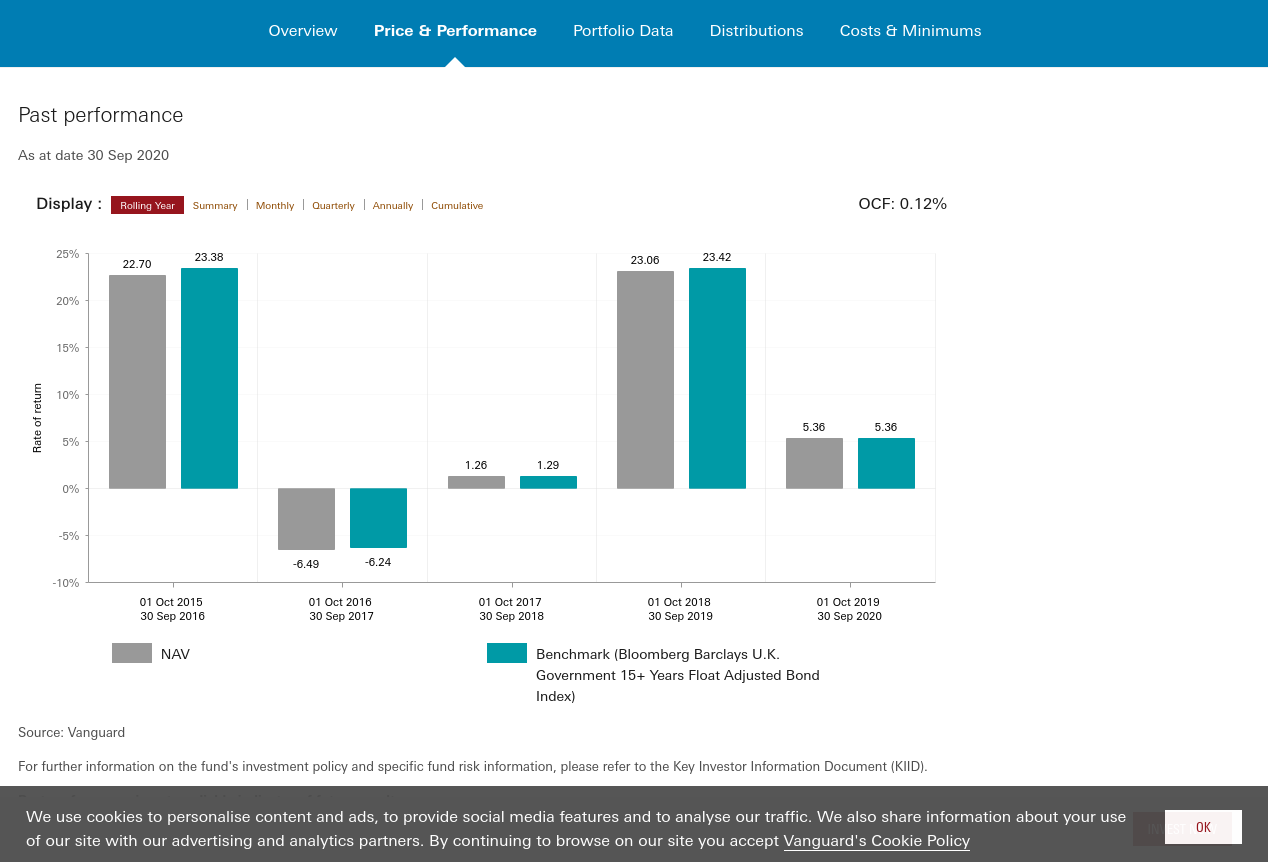 Overview Price & Performance Portfolio Data Distributions Costs & Minimums
Past performance
As at date 30 Sep 2020
Display : Rolling Year Summary Monthly Quarterly Annually Cumulative OCF: 0.12%
25%
20%
15%
10%
5%
0%
-5%
-10%
Rate of return
22.70 23.38
-6.49 -6.24
1.26 1.29
23.06 23.42
5.36 5.36
01 Oct 2015 01 Oct 2016 01 Oct 2017 01 Oct 2018 01 Oct 2019
30 Sep 2016 30 Sep 2017 30 Sep 2018 30 Sep 2019 30 Sep 2020
NAV
Benchmark (Bloomberg Barclays U.K.
Government 15+ Years Float Adjusted Bond
Index)
Source: Vanguard
For further information on the fund's investment policy and specific fund risk information, please refer to the Key Investor Information Document (KIID).
We use cookies to personalise content and ads, to provide social media features and to analyse our traffic. We also share information about your use
of our site with our advertising and analytics partners. By continuing to browse on our site you accept Vanguard's Cookie Policy
OK